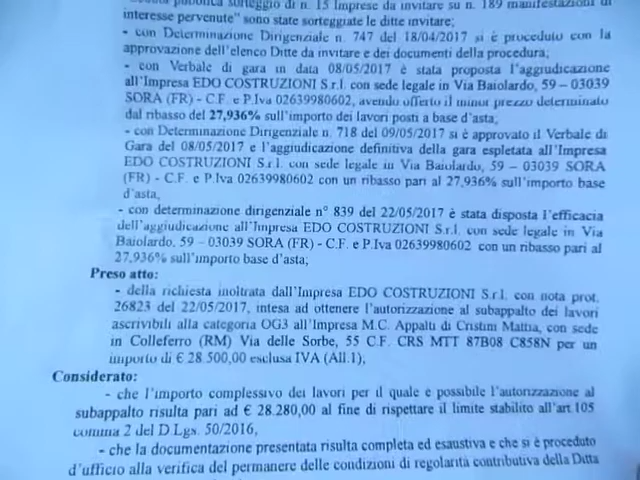 pubblica sorteggio di n. 15 Imprese da invitare su n. 189 manifestazioni di
interesse pervenute" sono state sorteggiate le ditte invitare;
- con Determinazione Dirigenziale n. 747 del 18/04/2017 si è proceduto con la
approvazione dell'elenco Ditte da invitare e dei documenti della procedura;
- con Verbale di gara in data 08/05/2017 è stata proposta l'aggiudicazione
all'Impresa EDO COSTRUZIONI S.r.l. con sede legale in Via Baiolardo, 59 – 03039
SORA (FR) - C.F. e P.Iva 02639980602, avendo offerto il minor prezzo determinato
dal ribasso del 27,936% sull'importo dei lavori posti a base d'asta;
- con Determinazione Dirigenziale n. 718 del 09/05/2017 si è approvato il Verbale di
Gara del 08/05/2017 e l'aggiudicazione definitiva della gara espletata all'Impresa
EDO COSTRUZIONI S.r.l. con sede legale in Via Baiolardo, 59 – 03039 SORA
(FR) - C.F. e P.Iva 02639980602 con un ribasso pari al 27,936% sull'importo base
d'asta,
- con determinazione dirigenziale n° 839 del 22/05/2017 è stata disposta l'efficacia
dell'aggiudicazione all'Impresa EDO COSTRUZIONI S.r.l. con sede legale in Via
Baiolardo, 59 – 03039 SORA (FR) - C.F. e P.Iva 02639980602 con un ribasso pari al
27,936% sull'importo base d'asta;
Preso atto:
- della richiesta inoltrata dall'Impresa EDO COSTRUZIONI S.r.l. con nota prot.
26823 del 22/05/2017, intesa ad ottenere l'autorizzazione al subappalto dei lavori
ascrivibili alla categoria OG3 all'Impresa M.C. Appalti di Cristini Mattia, con sede
in Colleferro (RM) Via delle Sorbe, 55 C.F. CRS MTT 87B08 C858N per un
importo di € 28.500,00 esclusa IVA (All.1);
Considerato:
- che l'importo complessivo dei lavori per il quale è possibile l'autorizzazione al
subappalto risulta pari ad € 28.280,00 al fine di rispettare il limite stabilito all'art.105
comma 2 del D.Lgs. 50/2016,
- che la documentazione presentata risulta completa ed esaustiva e che si è proceduto
d'ufficio alla verifica del permanere delle condizioni di regolarità contributiva della Ditta